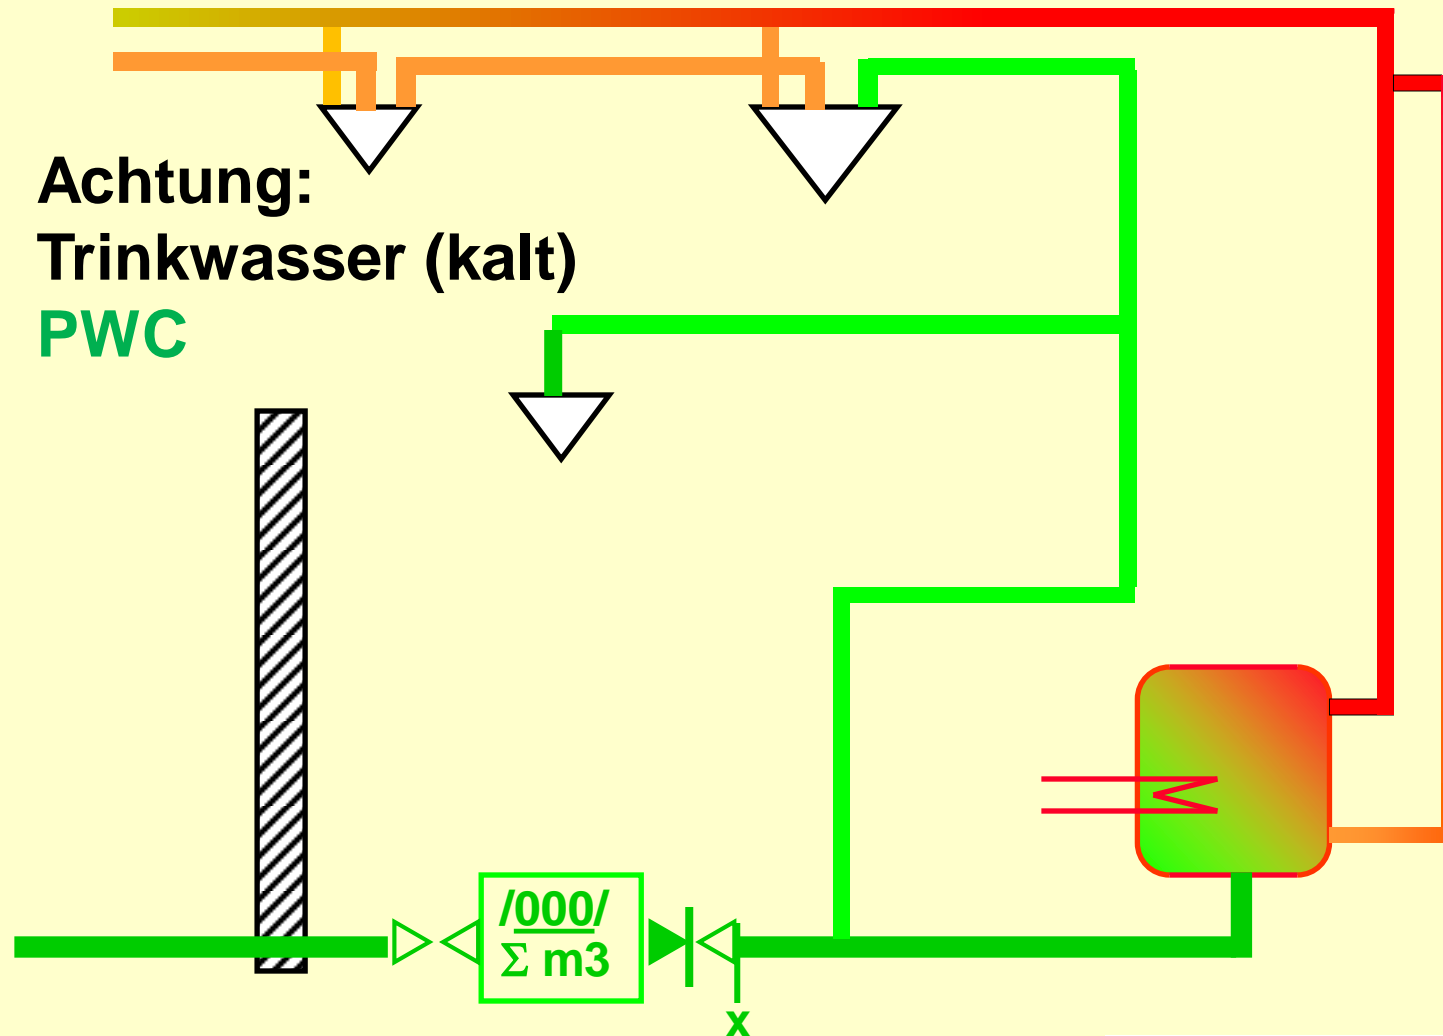 Achtung:
Trinkwasser (kalt)
PWC
/000/
Σ m3
x